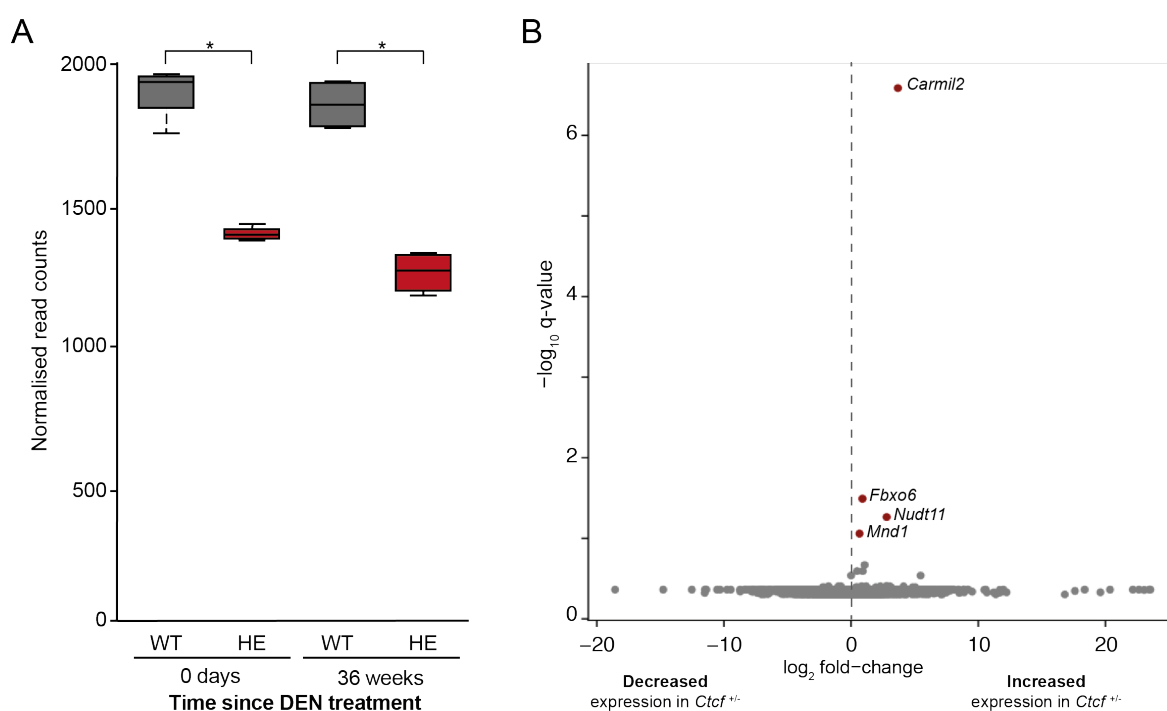 A
*
*
2000
1500
1000
500
0
Normalised read counts
WT
HE
WT
HE
0 days
36 weeks
Time since DEN treatment
B
Carmil2
6
4
2
0
Fbxo6
Nudt11
Mnd1
−log10 q-value
−20
−10
0
10
20
log2 fold−change
Decreased
expression in Ctcf +/-
Increased
expression in Ctcf +/-